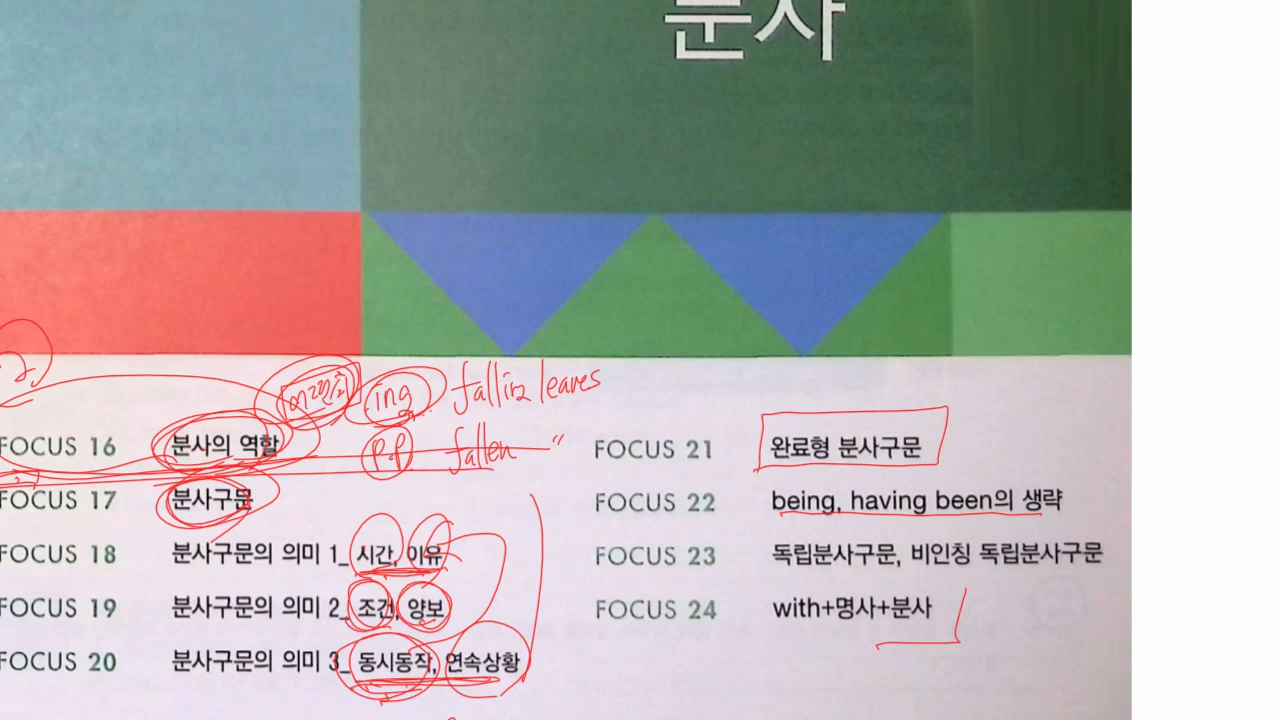 분사
ing falling leaves
FOCUS 16 분사의 역할
p.p fallen "
FOCUS 17 분사구문
FOCUS 18 분사구문의 의미 1_ 시간, 이유
FOCUS 19 분사구문의 의미 2_ 조건, 양보
FOCUS 20 분사구문의 의미 3_ 동시동작, 연속상황
FOCUS 21 완료형 분사구문
FOCUS 22 being, having been의 생략
FOCUS 23 독립분사구문, 비인칭 독립분사구문
FOCUS 24 with+명사+분사